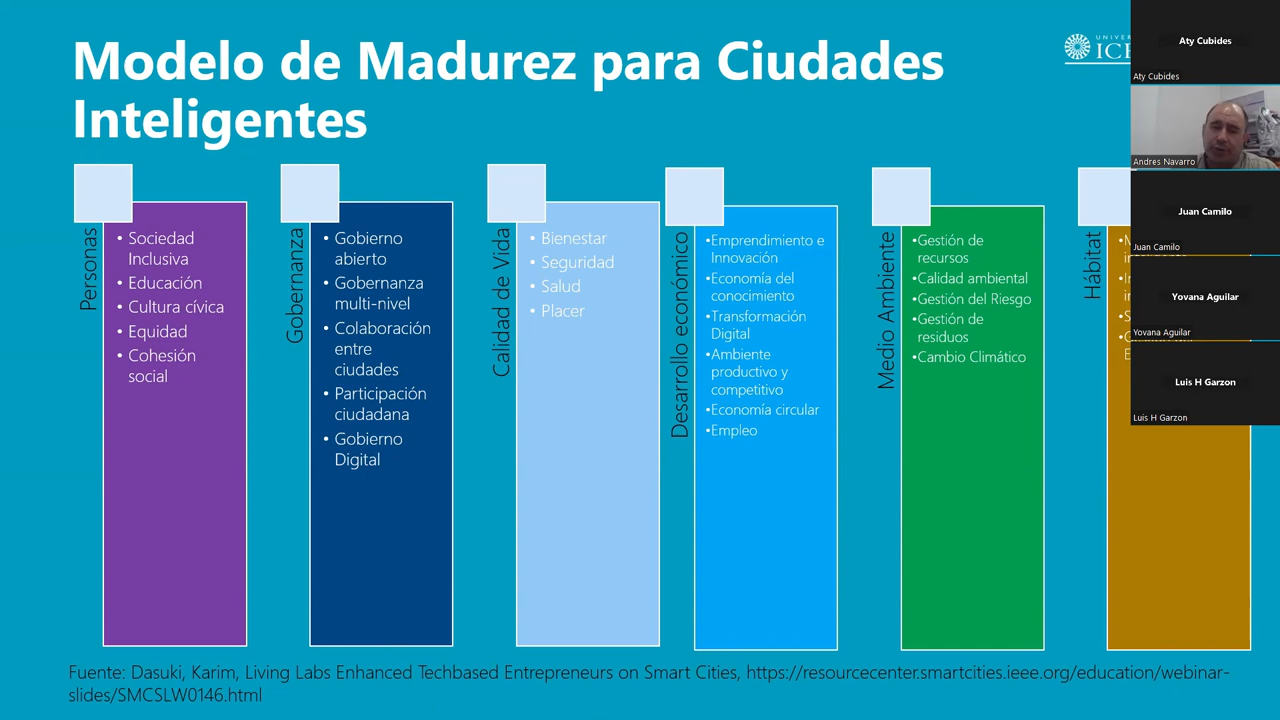 Modelo de Madurez para Ciudades
Inteligentes
Personas
• Sociedad
Inclusiva
• Educación
• Cultura cívica
• Equidad
• Cohesión
social
Gobernanza
• Gobierno
abierto
• Gobernanza
multi-nivel
• Colaboración
entre
ciudades
• Participación
ciudadana
• Gobierno
Digital
Calidad de Vida
• Bienestar
• Seguridad
• Salud
• Placer
Desarrollo económico
•Emprendimiento e
Innovación
•Economía del
conocimiento
•Transformación
Digital
•Ambiente
productivo y
competitivo
•Economía circular
•Empleo
Medio Ambiente
•Gestión de
recursos
•Calidad ambiental
•Gestión del Riesgo
•Gestión de
residuos
•Cambio Climático
Hábitat
Fuente: Dasuki, Karim, Living Labs Enhanced Techbased Entrepreneurs on Smart Cities, https://resourcecenter.smartcities.ieee.org/education/webinar-
slides/SMCSLW0146.html
Aty Cubides
Aty Cubides
Andres Navarro
Juan Camilo
Juan Camilo
Yovana Aguilar
Yovana Aguilar
Luis H Garzon
Luis H Garzon